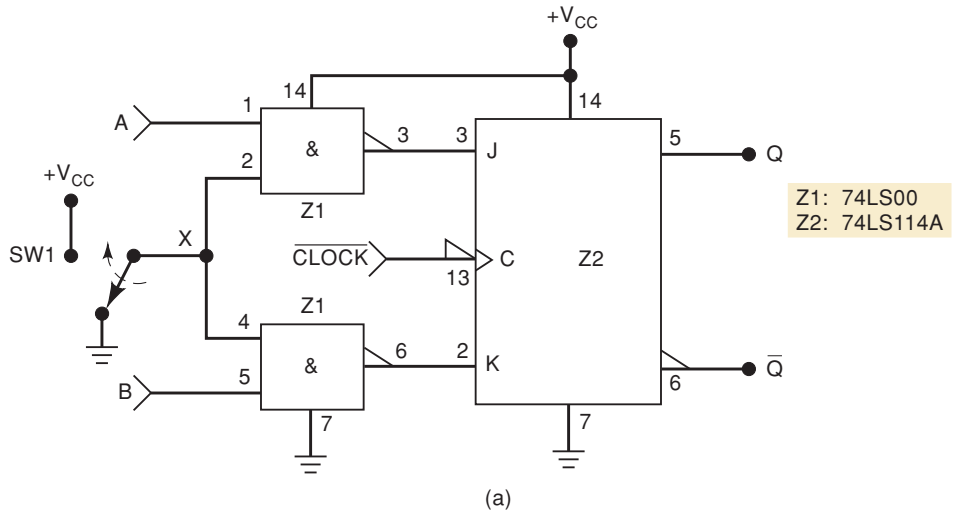 +VCC
14
14
A
1
3
3
J
5
Q
&
2
Z1
+VCC
Z1: 74LS00
Z2: 74LS114A
SW1
X
CLOCK
13
C
Z2
Z1
4
6
2
K
&
B
5
6
Q
7
7
(a)